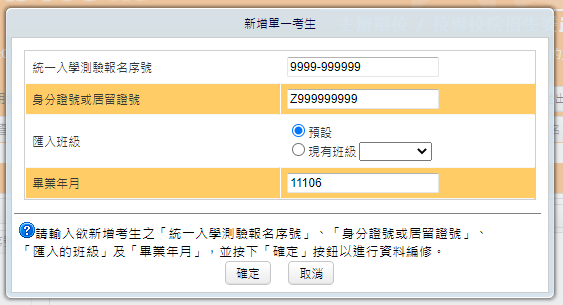 新增單一考生
統一入學測驗報名序號 9999-999999
身分證號或居留證號 Z999999999
匯入班級 預設
現有班級
畢業年月 11106
請輸入欲新增考生之「統一入學測驗報名序號」、「身分證號或居留證號」、
「匯入的班級」及「畢業年月」，並按下「確定」按鈕以進行資料編修。
確定 取消